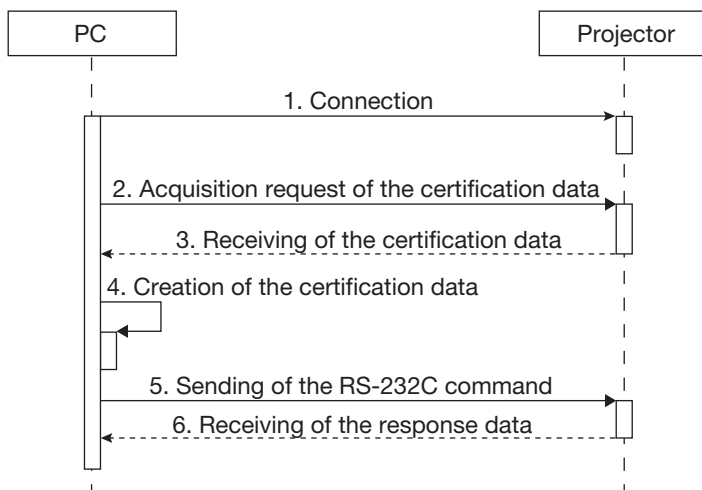 PC
Projector
1. Connection
2. Acquisition request of the certification data
3. Receiving of the certification data
4. Creation of the certification data
5. Sending of the RS-232C command
6. Receiving of the response data